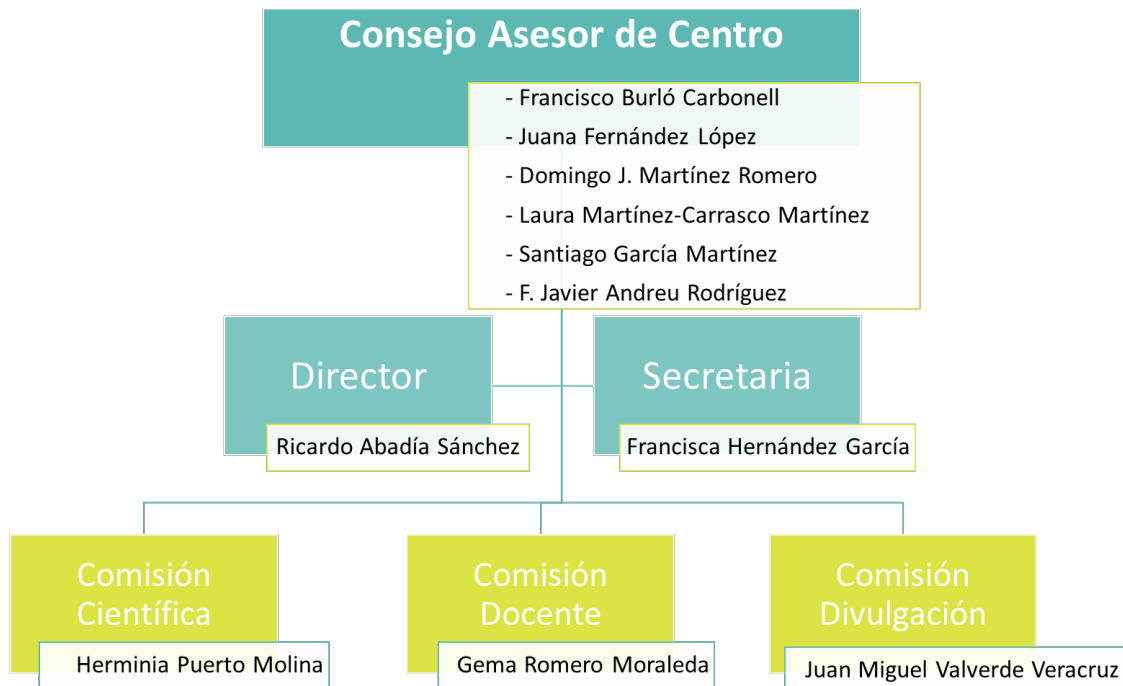 Consejo Asesor de Centro
- Francisco Burló Carbonell
- Juana Fernández López
- Domingo J. Martínez Romero
- Laura Martínez-Carrasco Martínez
- Santiago García Martínez
- F. Javier Andreu Rodríguez
Director
Ricardo Abadía Sánchez
Secretaria
Francisca Hernández García
Comisión
Científica
Herminia Puerto Molina
Comisión
Docente
Gema Romero Moraleda
Comisión
Divulgación
Juan Miguel Valverde Veracruz